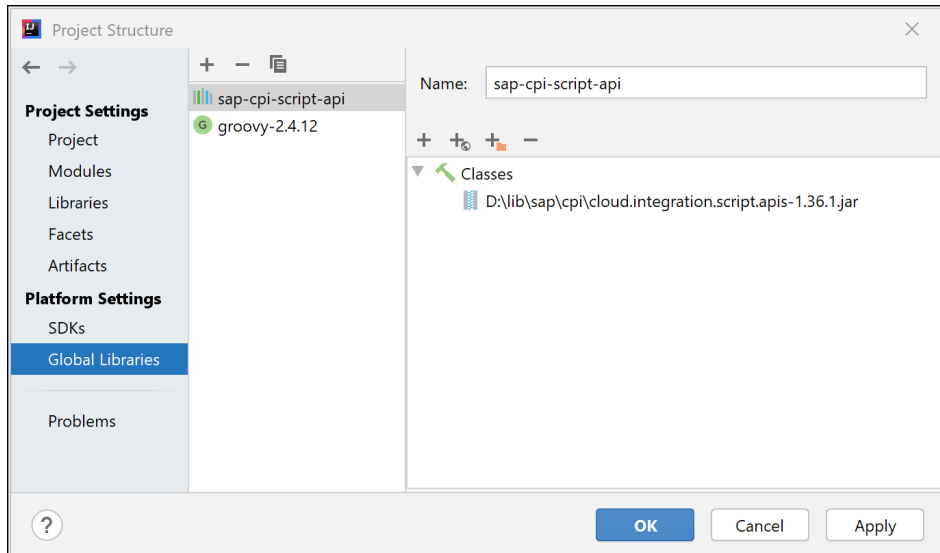 Project Structure
Project Settings
Project
Modules
Libraries
Facets
Artifacts
Platform Settings
SDKs
Global Libraries
Problems
sap-cpi-script-api
G groovy-2.4.12
Name: sap-cpi-script-api
Classes
D:\lib\sap\cpi\cloud.integration.script.apis-1.36.1.jar
?
OK Cancel Apply